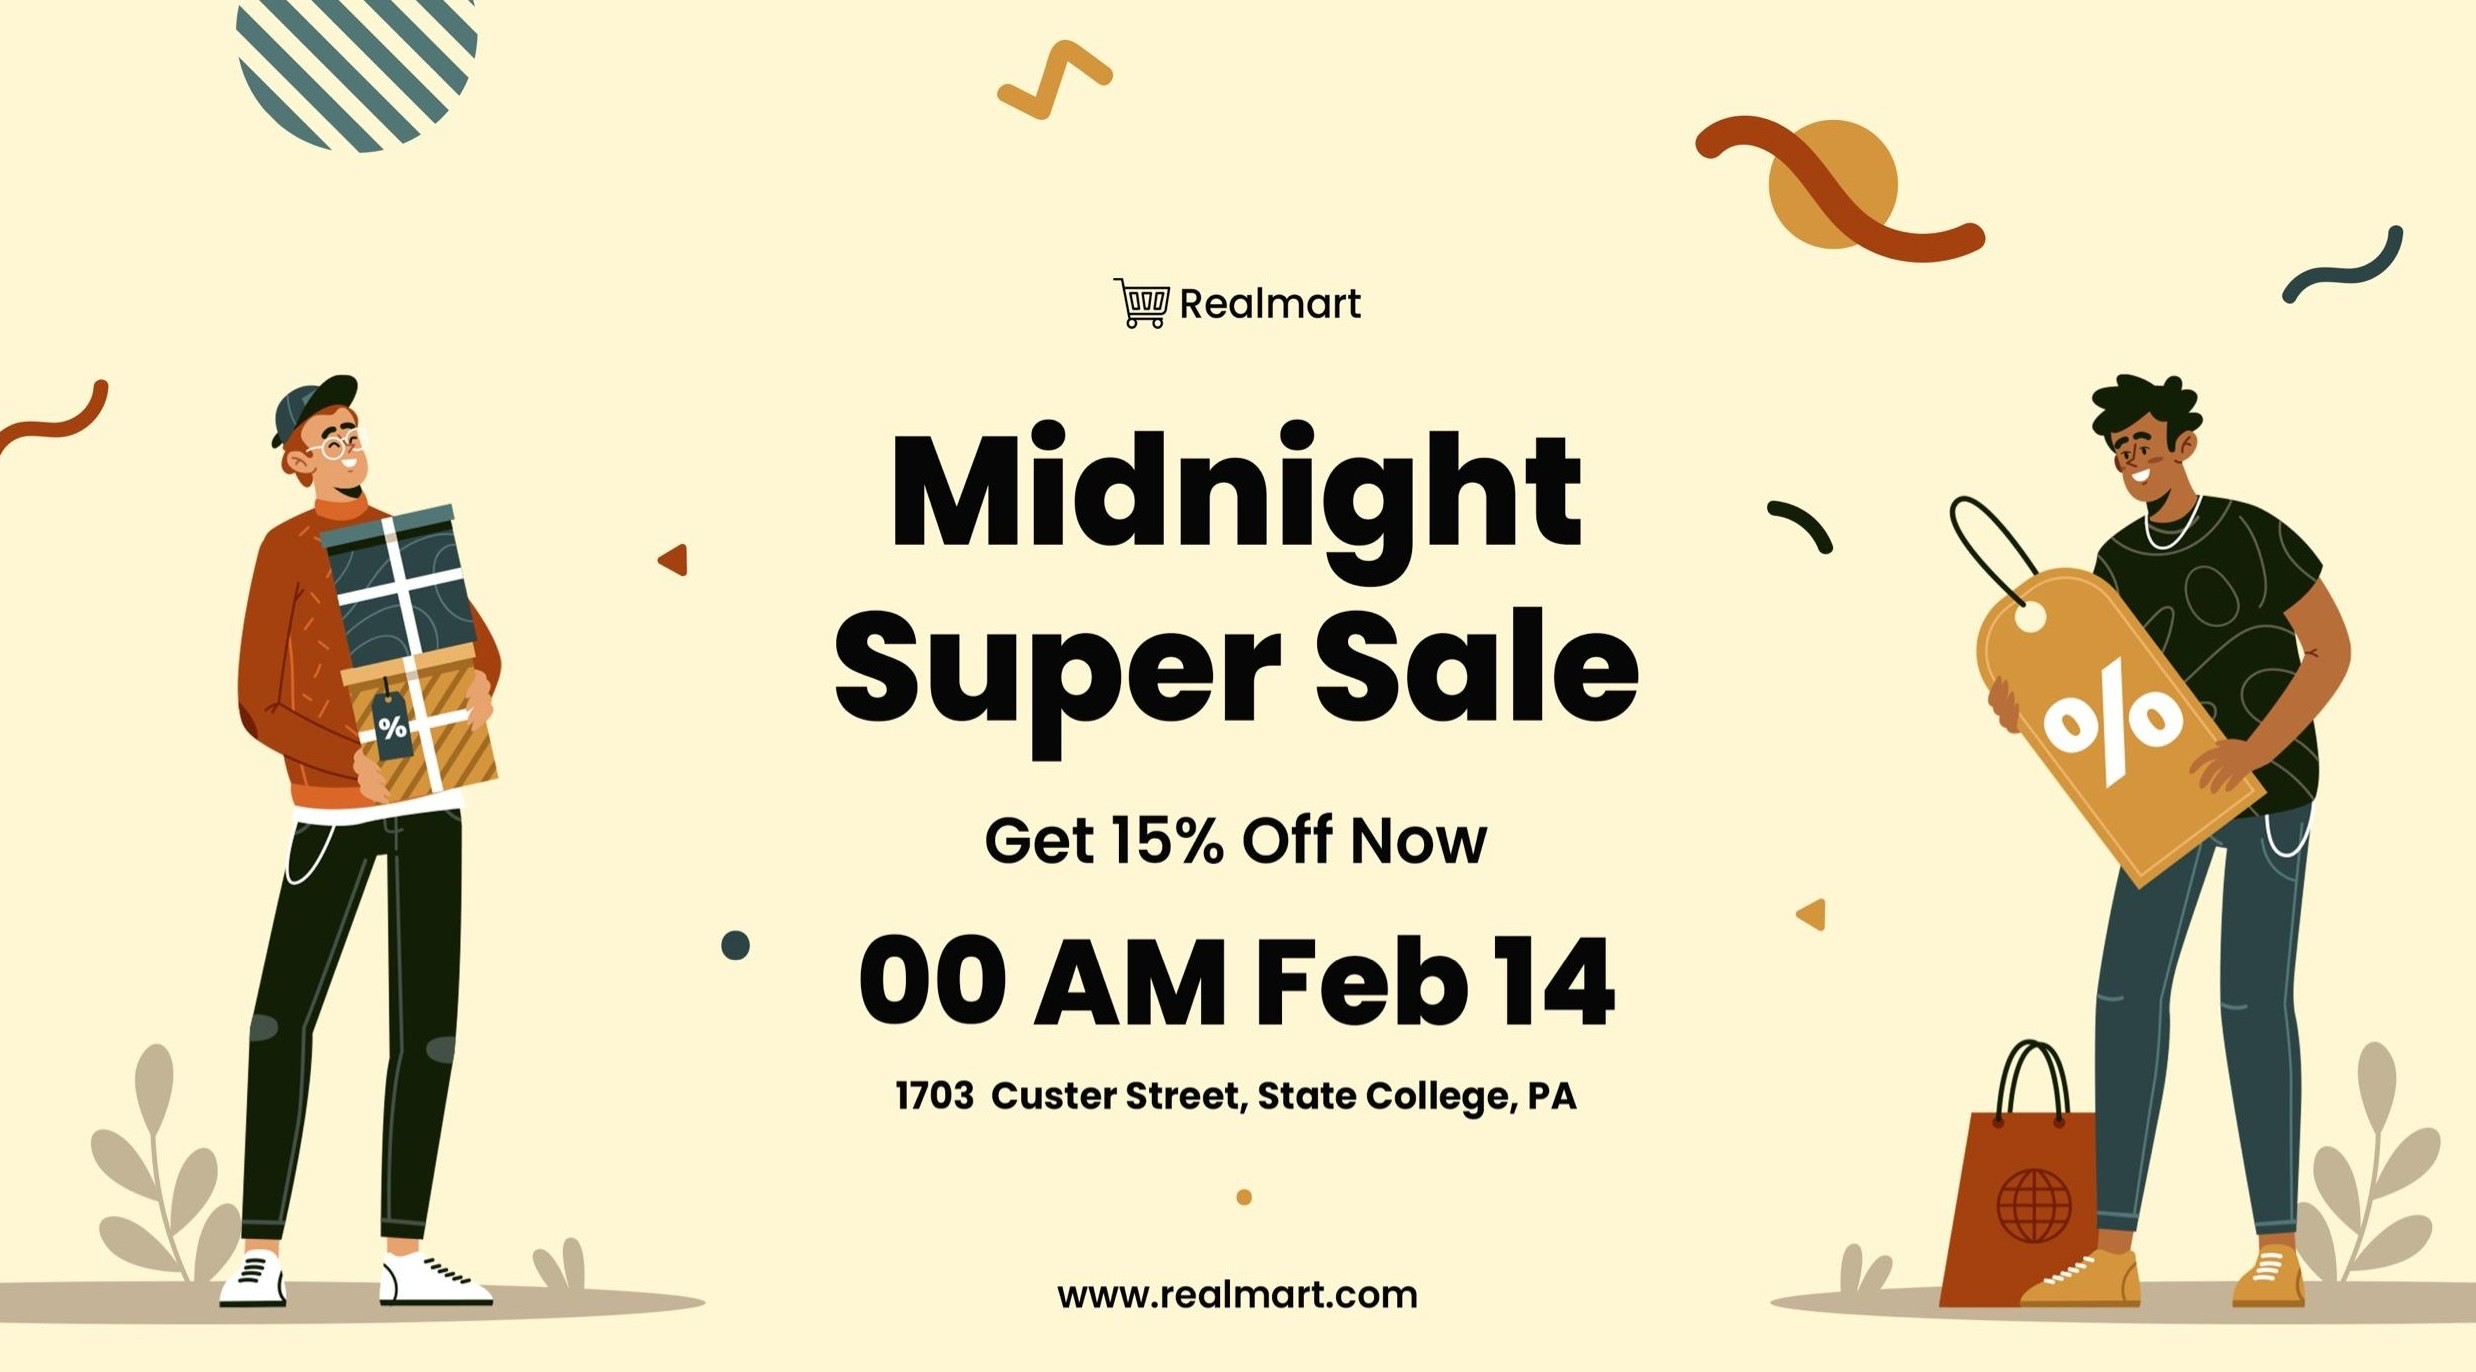 Realmart
Midnight
Super Sale
Get 15% Off Now
00 AM Feb 14
1703 Custer Street, State College, PA
www.realmart.com
%
%